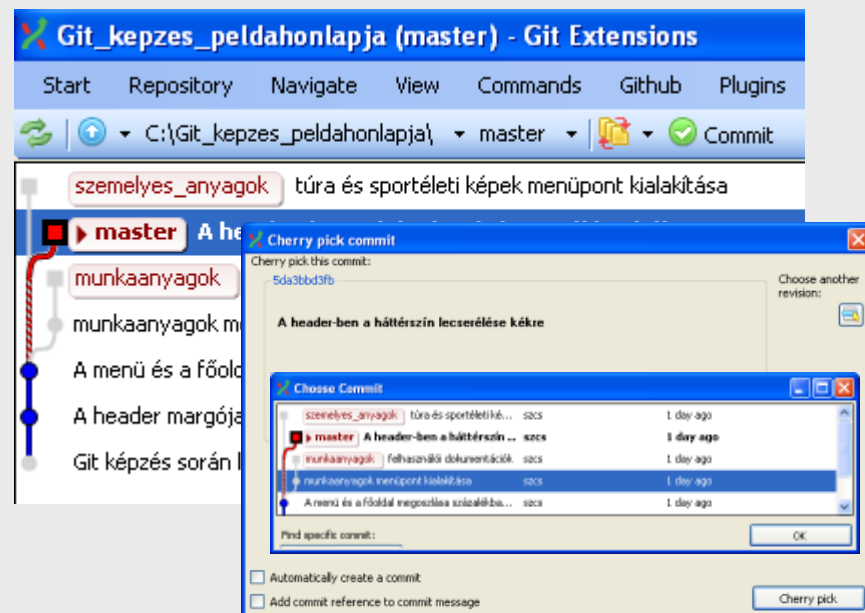 Git_kepzes_peldahonlapja (master) - Git Extensions
Start Repository Navigate View Commands Github Plugins
C:\Git_kepzes_peldahonlapja\ master Commit
szemelyes_anyagok túra és sportéleti képek menüpont kialakítása
master A he
munkaanyagok
munkaanyagok m
A menü és a főold
A header margója
Git képzés során l
Cherry pick commit
Cherry pick this commit:
5da3bbd3fb
Choose another
revision:
A header-ben a háttérszín lecserélése kékre
Choose Commit
szemelyes_anyagok túra és sportéleti ké... szcs 1 day ago
master A header-ben a háttérszín ... szcs 1 day ago
munkaanyagok felhasználói dokumentációk. szcs 1 day ago
munkaanyagok menüpont kialakítása szcs 1 day ago
A menü és a főoldal megoszlása százalékba... szcs 1 day ago
Find specific commit:
OK
Automatically create a commit
Add commit reference to commit message
Cherry pick